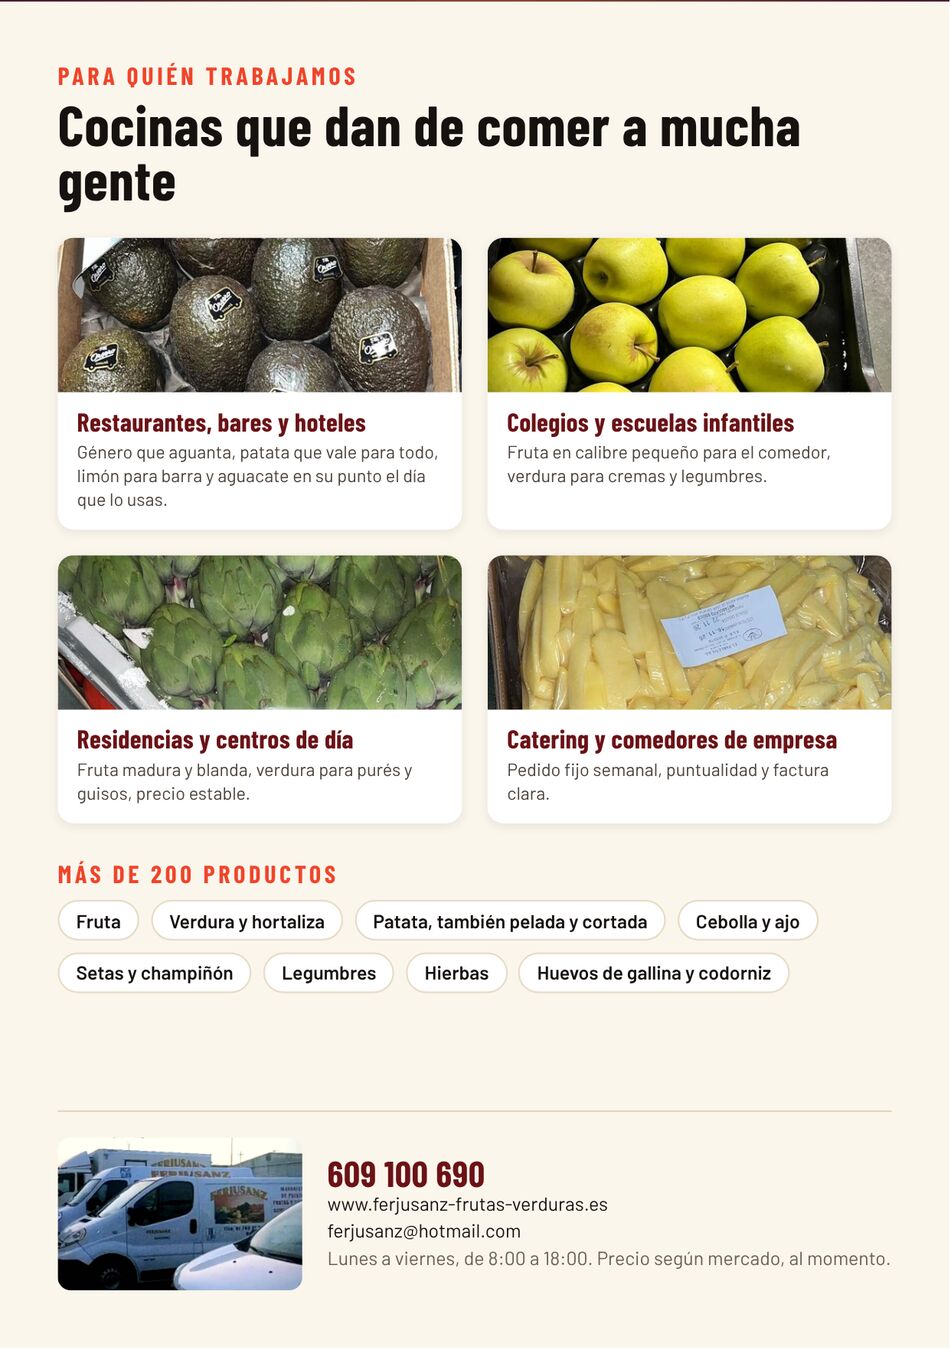 PARA QUIÉN TRABAJAMOS
Cocinas que dan de comer a mucha
gente
Restaurantes, bares y hoteles
Género que aguanta, patata que vale para todo,
limón para barra y aguacate en su punto el día
que lo usas.
Colegios y escuelas infantiles
Fruta en calibre pequeño para el comedor,
verdura para cremas y legumbres.
Residencias y centros de día
Fruta madura y blanda, verdura para purés y
guisos, precio estable.
Catering y comedores de empresa
Pedido fijo semanal, puntualidad y factura
clara.
MÁS DE 200 PRODUCTOS
Fruta
Verdura y hortaliza
Patata, también pelada y cortada
Cebolla y ajo
Setas y champiñón
Legumbres
Hierbas
Huevos de gallina y codorniz
FERJUSANZ
FERJUSANZ
FERJUSANZ
609 100 690
www.ferjusanz-frutas-verduras.es
ferjusanz@hotmail.com
Lunes a viernes, de 8:00 a 18:00. Precio según mercado, al momento.